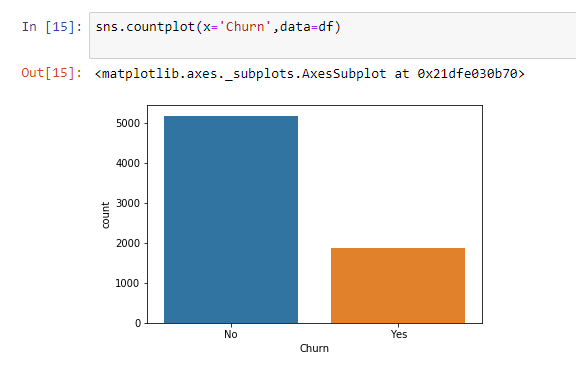 In [15]: sns.countplot(x='Churn',data=df)
Out[15]: <matplotlib.axes._subplots.AxesSubplot at 0x21dfe030b70>
5000
4000
3000
2000
1000
0
count
No Yes
Churn